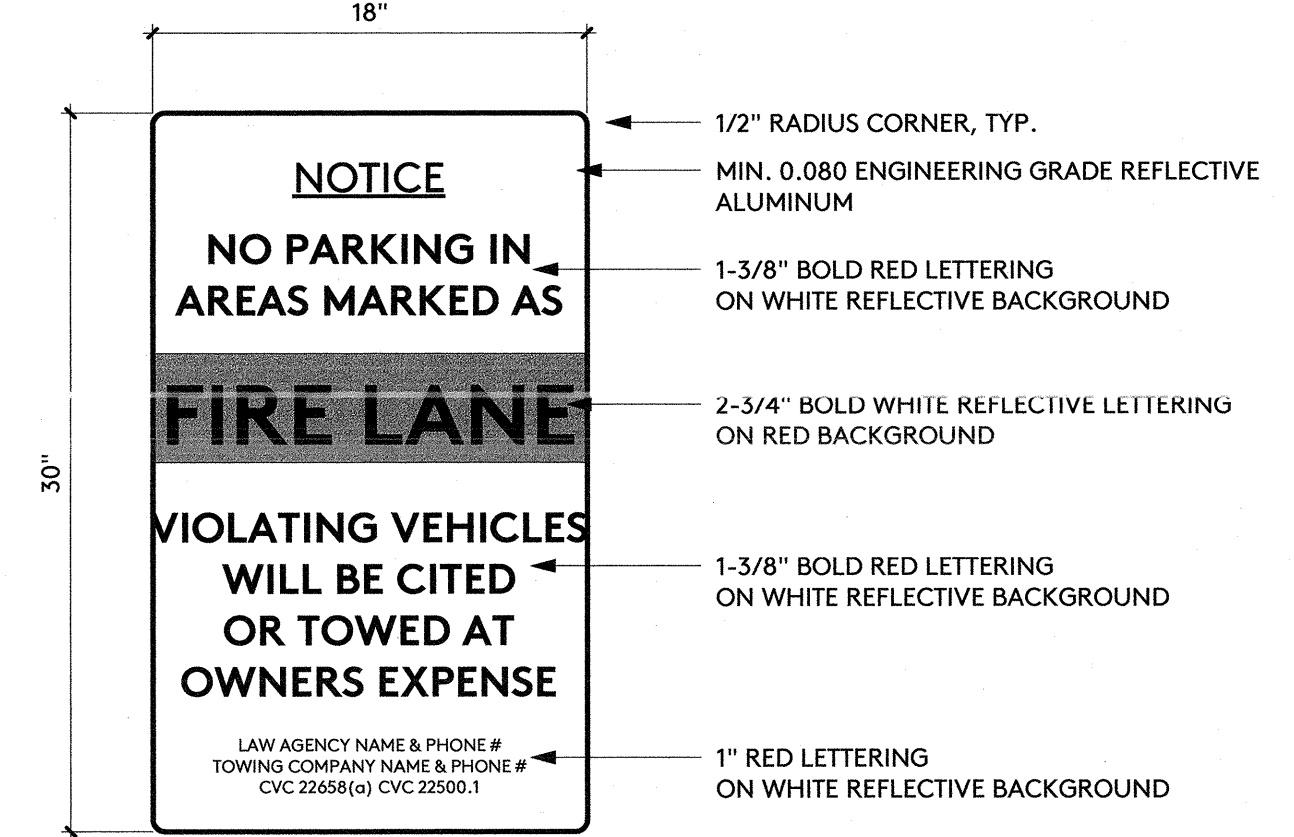 18"
30"
NOTICE
NO PARKING IN
AREAS MARKED AS
FIRE LANE
VIOLATING VEHICLES
WILL BE CITED
OR TOWED AT
OWNERS EXPENSE
LAW AGENCY NAME & PHONE #
TOWING COMPANY NAME & PHONE #
CVC 22658(a) CVC 22500.1
1/2" RADIUS CORNER, TYP.
MIN. 0.080 ENGINEERING GRADE REFLECTIVE
ALUMINUM
1-3/8" BOLD RED LETTERING
ON WHITE REFLECTIVE BACKGROUND
2-3/4" BOLD WHITE REFLECTIVE LETTERING
ON RED BACKGROUND
1-3/8" BOLD RED LETTERING
ON WHITE REFLECTIVE BACKGROUND
1" RED LETTERING
ON WHITE REFLECTIVE BACKGROUND